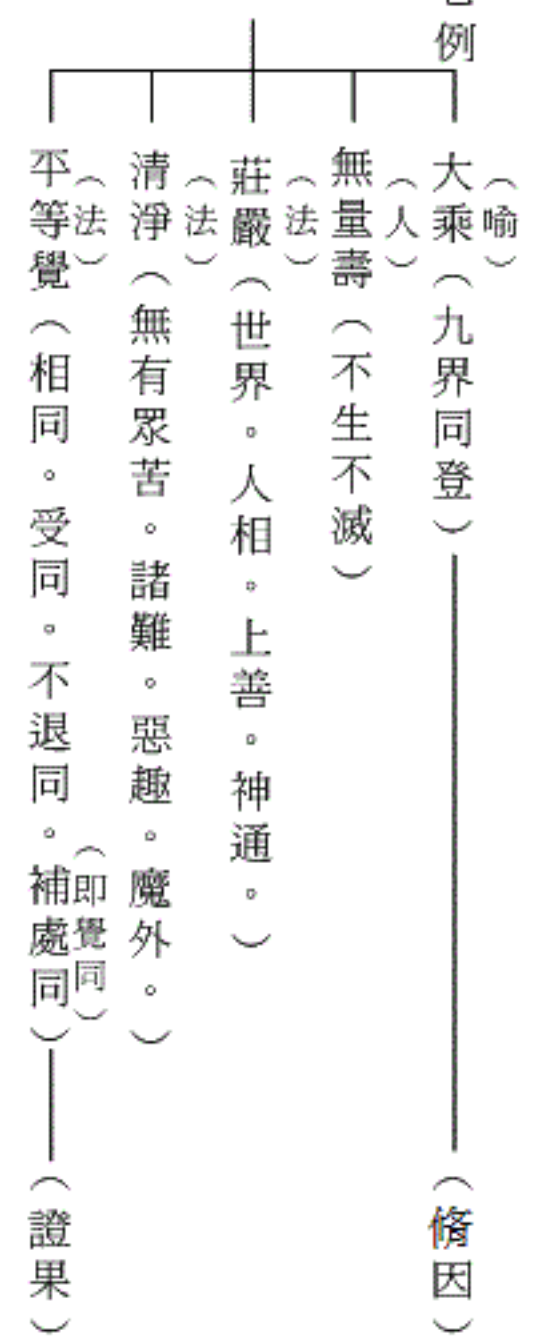 例
（喻）
大乘（九界同登）
（脩因）
（人）
無量壽（不生不滅）
（法）
莊嚴（世界。人相。上善。神通。）
（法）
清淨（無有眾苦。諸難。惡趣。魔外。）
（法）
平等覺（相同。受同。不退同。補處同）
（即覺同）
（證果）